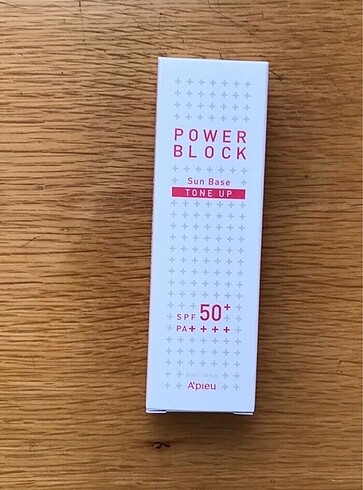 POWER
BLOCK
Sun Base
TONE UP
SPF 50+
PA++++
A'pieu